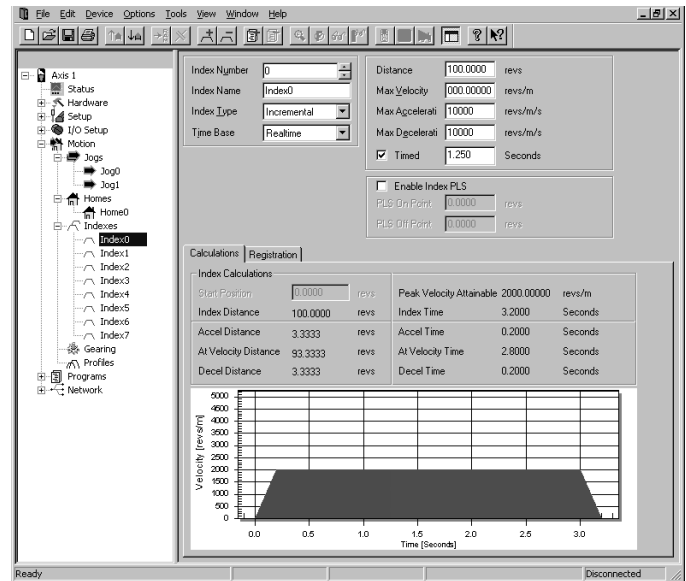 File Edit Device Options Tools View Window Help
Axis 1
Status
Hardware
Setup
I/O Setup
Motion
Jogs
Jog0
Jog1
Homes
Home0
Indexes
Index0
Index1
Index2
Index3
Index4
Index5
Index6
Index7
Gearing
Profiles
Programs
Network
Index Number 0
Index Name Index0
Index Type Incremental
Time Base Realtime
Distance 100.0000 revs
Max Velocity 000.00000 revs/m
Max Accelerati 10000 revs/m/s
Max Decelerati 10000 revs/m/s
Timed 1.250 Seconds
Enable Index PLS
PLS On Point 0.0000 revs
PLS Off Point 0.0000 revs
Calculations Registration
Index Calculations
Start Position 0.0000 revs Peak Velocity Attainable 2000.00000 revs/m
Index Distance 100.0000 revs Index Time 3.2000 Seconds
Accel Distance 3.3333 revs Accel Time 0.2000 Seconds
At Velocity Distance 93.3333 revs At Velocity Time 2.8000 Seconds
Decel Distance 3.3333 revs Decel Time 0.2000 Seconds
Velocity [revs/m]
5000
4500
4000
3500
3000
2500
2000
1500
1000
500
0
0.0 0.5 1.0 1.5 2.0 2.5 3.0
Time [Seconds]
Ready Disconnected